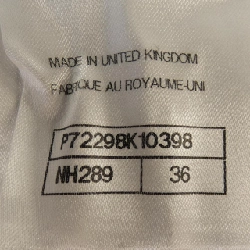 MADE IN UNITED KINGDOM
FABRIQUE AU ROYAUME-UNI
P72298K10398
NH289 36